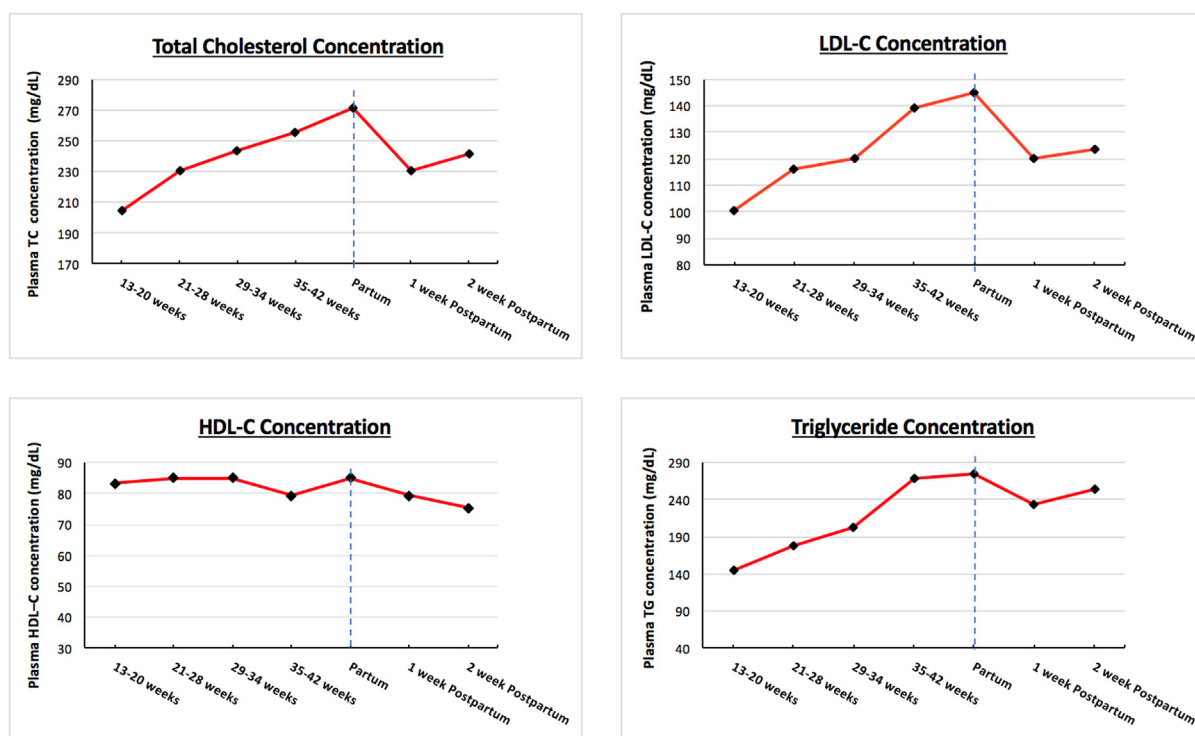 Total Cholesterol Concentration
Plasma TC concentration (mg/dL)
290
270
250
230
210
190
170
13-20 weeks
21-28 weeks
29-34 weeks
35-42 weeks
Partum
1 week Postpartum
2 week Postpartum
LDL-C Concentration
Plasma LDL-C concentration (mg/dL)
150
140
130
120
110
100
90
80
13-20 weeks
21-28 weeks
29-34 weeks
35-42 weeks
Partum
1 week Postpartum
2 week Postpartum
HDL-C Concentration
Plasma HDL–C concentration (mg/dL)
90
80
70
60
50
40
30
13-20 weeks
21-28 weeks
29-34 weeks
35-42 weeks
Partum
1 week Postpartum
2 week Postpartum
Triglyceride Concentration
Plasma TG concentration (mg/dL)
290
240
190
140
90
40
13-20 weeks
21-28 weeks
29-34 weeks
35-42 weeks
Partum
1 week Postpartum
2 week Postpartum